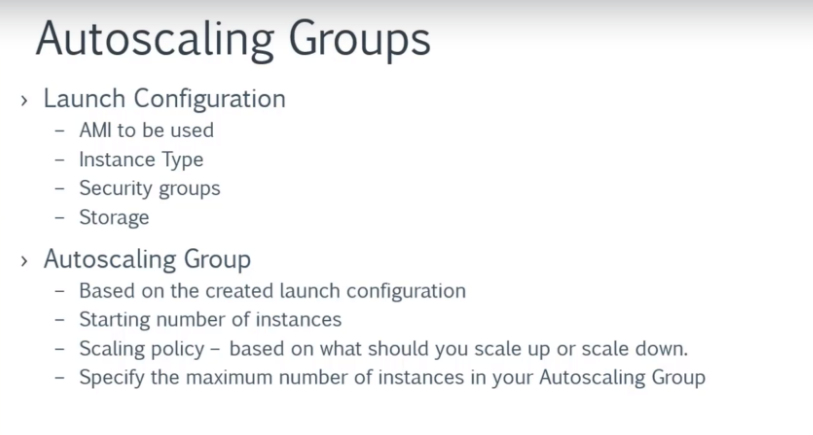 Autoscaling Groups
› Launch Configuration
– AMI to be used
– Instance Type
– Security groups
– Storage
› Autoscaling Group
– Based on the created launch configuration
– Starting number of instances
– Scaling policy – based on what should you scale up or scale down.
– Specify the maximum number of instances in your Autoscaling Group